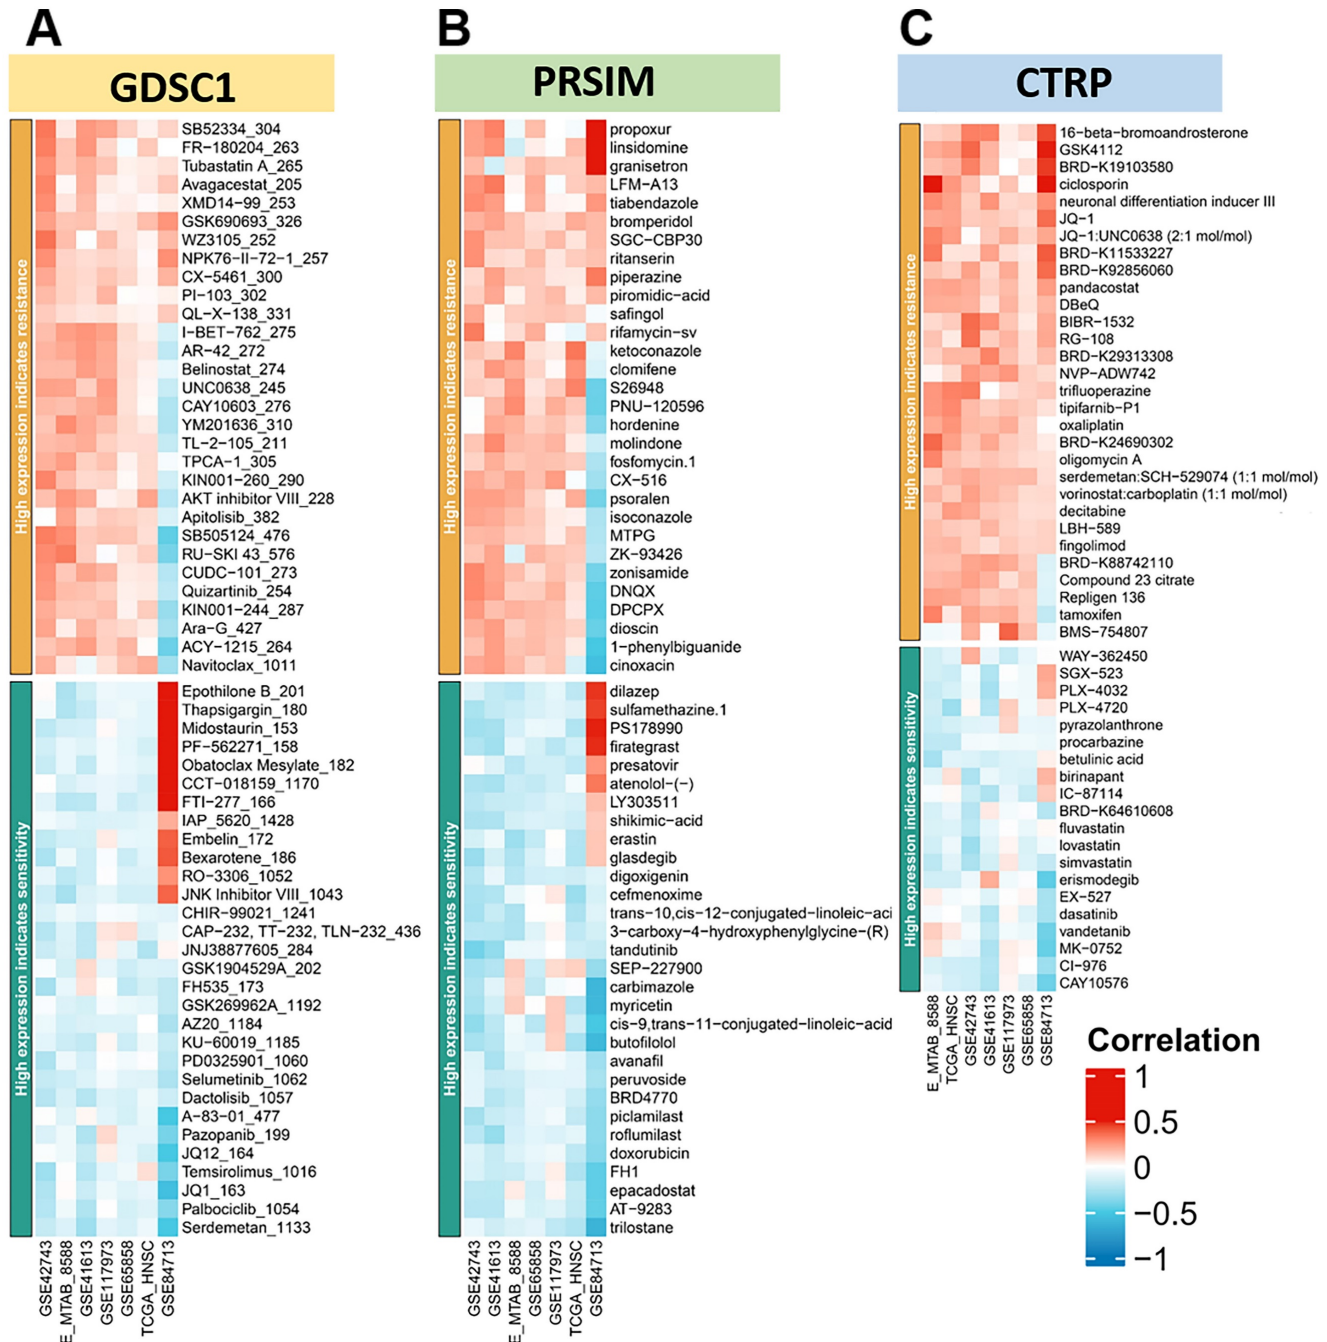 A
GDSC1
High expression indicates resistance
SB52334_304
FR−180204_263
Tubastatin A_265
Avagacestat_205
XMD14−99_253
GSK690693_326
WZ3105_252
NPK76−II−72−1_257
CX−5461_300
PI−103_302
QL−X−138_331
I−BET−762_275
AR−42_272
Belinostat_274
UNC0638_245
CAY10603_276
YM201636_310
TL−2−105_211
TPCA−1_305
KIN001−260_290
AKT inhibitor VIII_228
Apitolisib_382
SB505124_476
RU−SKI 43_576
CUDC−101_273
Quizartinib_254
KIN001−244_287
Ara−G_427
ACY−1215_264
Navitoclax_1011
High expression indicates sensitivity
Epothilone B_201
Thapsigargin_180
Midostaurin_153
PF−562271_158
Obatoclax Mesylate_182
CCT−018159_1170
FTI−277_166
IAP_5620_1428
Embelin_172
Bexarotene_186
RO−3306_1052
JNK Inhibitor VIII_1043
CHIR−99021_1241
CAP−232, TT−232, TLN−232_436
JNJ38877605_284
GSK1904529A_202
FH535_173
GSK269962A_1192
AZ20_1184
KU−60019_1185
PD0325901_1060
Selumetinib_1062
Dactolisib_1057
A−83−01_477
Pazopanib_199
JQ12_164
Temsirolimus_1016
JQ1_163
Palbociclib_1054
Serdemetan_1133
GSE42743
E_MTAB_8588
GSE41613
GSE117973
GSE65858
TCGA_HNSC
GSE84713
B
PRSIM
High expression indicates resistance
propoxur
linsidomine
granisetron
LFM−A13
tiabendazole
bromperidol
SGC−CBP30
ritanserin
piperazine
piromidic−acid
safingol
rifamycin−sv
ketoconazole
clomifene
S26948
PNU−120596
hordenine
molindone
fosfomycin.1
CX−516
psoralen
isoconazole
MTPG
ZK−93426
zonisamide
DNQX
DPCPX
dioscin
1−phenylbiguanide
cinoxacin
High expression indicates sensitivity
dilazep
sulfamethazine.1
PS178990
firategrast
presatovir
atenolol−(−)
LY303511
shikimic−acid
erastin
glasdegib
digoxigenin
cefmenoxime
trans−10,cis−12−conjugated−linoleic−aci
3−carboxy−4−hydroxyphenylglycine−(R)
tandutinib
SEP−227900
carbimazole
myricetin
cis−9,trans−11−conjugated−linoleic−acid
butofilolol
avanafil
peruvoside
BRD4770
piclamilast
roflumilast
doxorubicin
FH1
epacadostat
AT−9283
trilostane
GSE42743
GSE41613
E_MTAB_8588
GSE65858
GSE117973
TCGA_HNSC
GSE84713
C
CTRP
High expression indicates resistance
16−beta−bromoandrosterone
GSK4112
BRD−K19103580
ciclosporin
neuronal differentiation inducer III
JQ−1
JQ−1:UNC0638 (2:1 mol/mol)
BRD−K11533227
BRD−K92856060
pandacostat
DBeQ
BIBR−1532
RG−108
BRD−K29313308
NVP−ADW742
trifluoperazine
tipifarnib−P1
oxaliplatin
BRD−K24690302
oligomycin A
serdemetan:SCH−529074 (1:1 mol/mol)
vorinostat:carboplatin (1:1 mol/mol)
decitabine
LBH−589
fingolimod
BRD−K88742110
Compound 23 citrate
Repligen 136
tamoxifen
BMS−754807
High expression indicates sensitivity
WAY−362450
SGX−523
PLX−4032
PLX−4720
pyrazolanthrone
procarbazine
betulinic acid
birinapant
IC−87114
BRD−K64610608
fluvastatin
lovastatin
simvastatin
erismodegib
EX−527
dasatinib
vandetanib
MK−0752
CI−976
CAY10576
E_MTAB_8588
TCGA_HNSC
GSE42743
GSE41613
GSE117973
GSE65858
GSE84713
Correlation
1
0.5
0
−0.5
−1